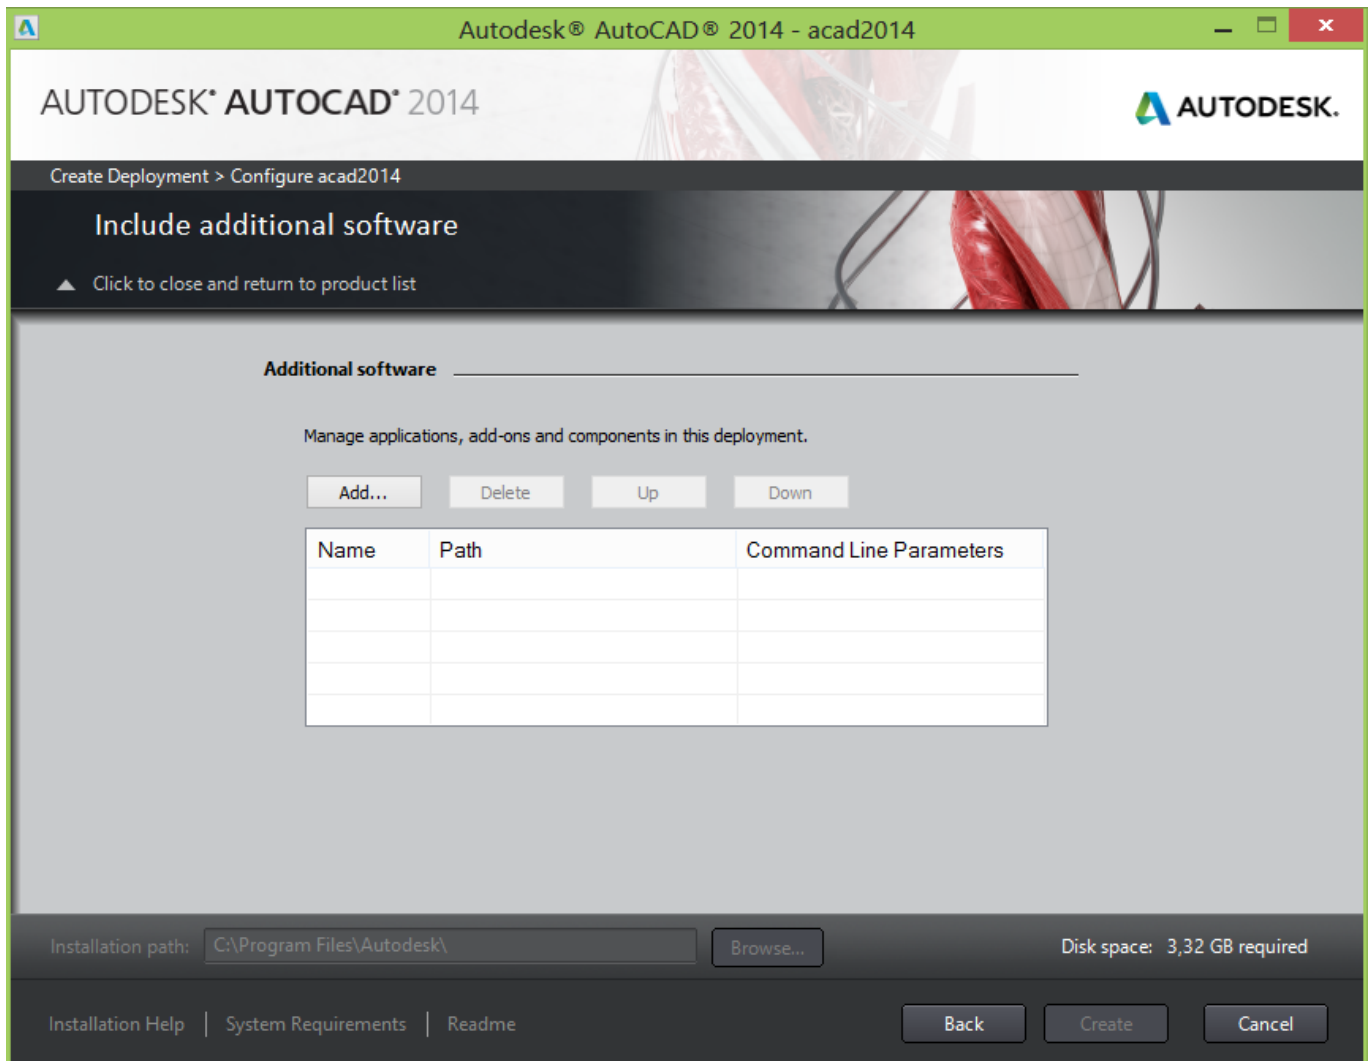 Autodesk® AutoCAD® 2014 - acad2014
AUTODESK® AUTOCAD® 2014
AUTODESK.
Create Deployment > Configure acad2014
Include additional software
Click to close and return to product list
Additional software
Manage applications, add-ons and components in this deployment.
Add... Delete Up Down
Name Path Command Line Parameters
Installation path: C:\Program Files\Autodesk\ Browse... Disk space: 3,32 GB required
Installation Help | System Requirements | Readme Back Create Cancel